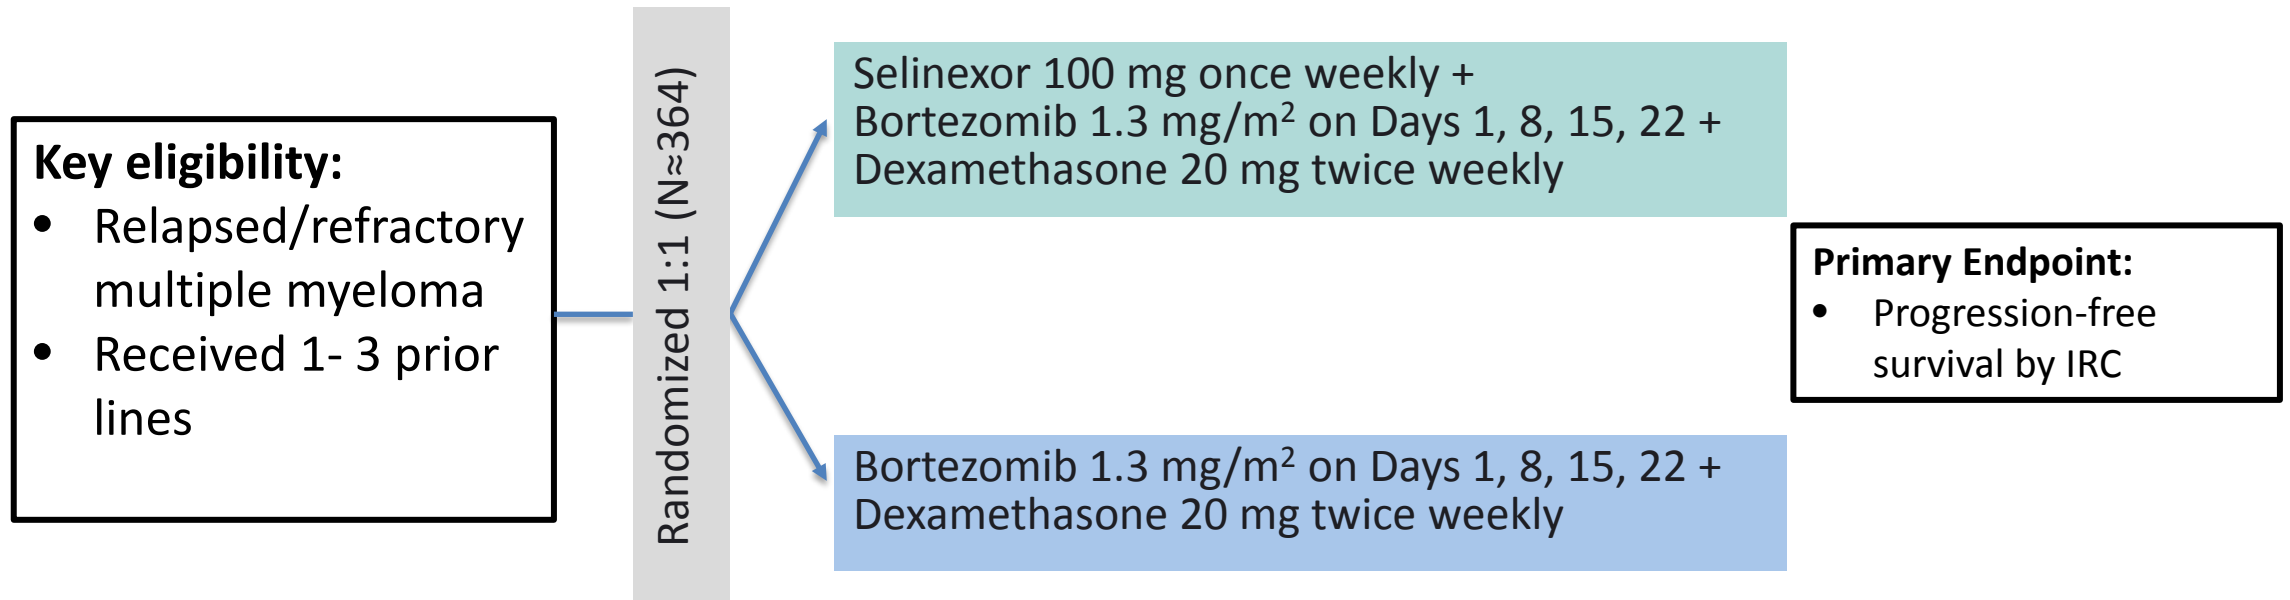 Key eligibility:
• Relapsed/refractory
multiple myeloma
• Received 1- 3 prior
lines
Randomized 1:1 (N≈364)
Selinexor 100 mg once weekly +
Bortezomib 1.3 mg/m² on Days 1, 8, 15, 22 +
Dexamethasone 20 mg twice weekly
Bortezomib 1.3 mg/m² on Days 1, 8, 15, 22 +
Dexamethasone 20 mg twice weekly
Primary Endpoint:
• Progression-free
survival by IRC